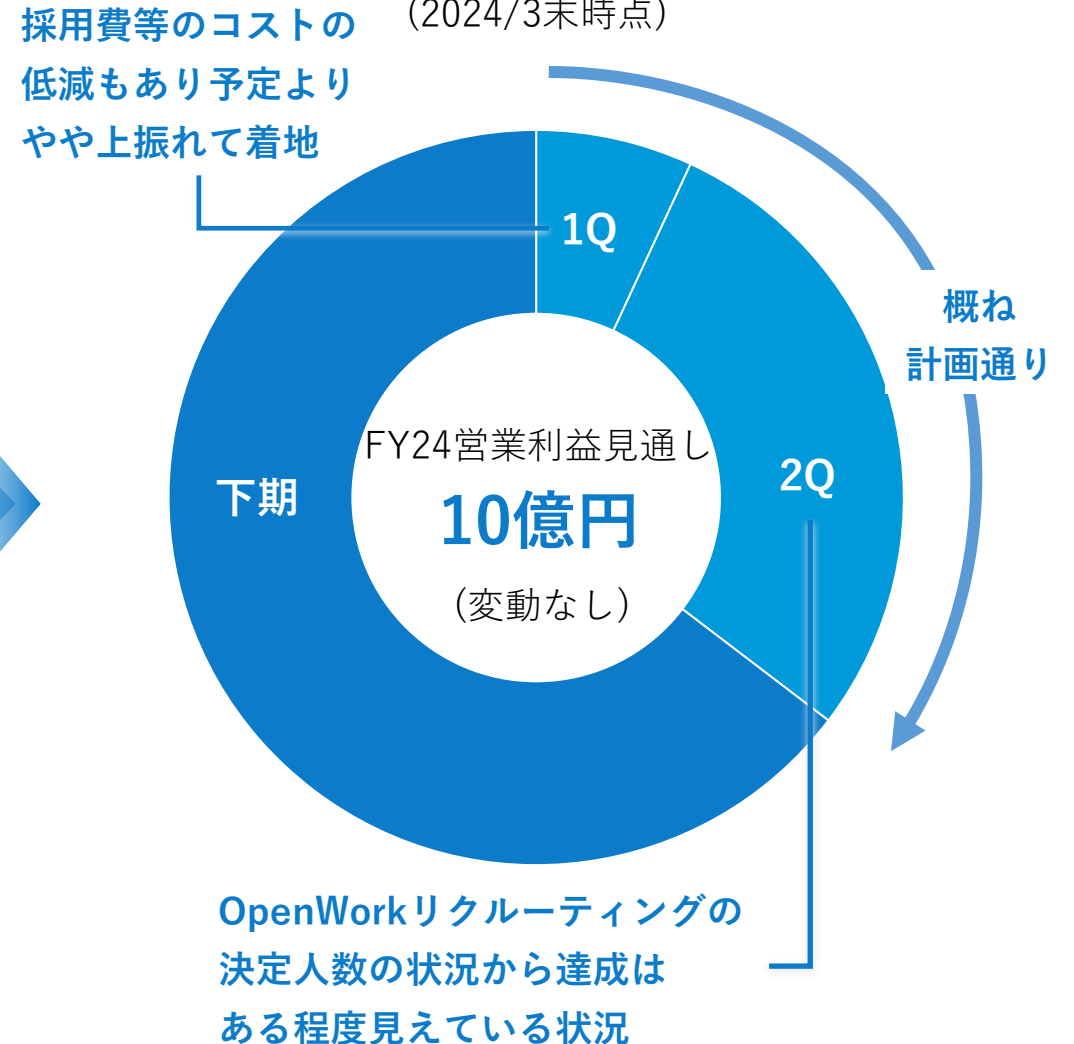 (2024/3末時点)
採用費等のコストの
低減もあり予定より
やや上振れて着地
1Q
概ね
計画通り
2Q
下期
FY24営業利益見通し
10億円
(変動なし)
OpenWorkリクルーティングの
決定人数の状況から達成は
ある程度見えている状況